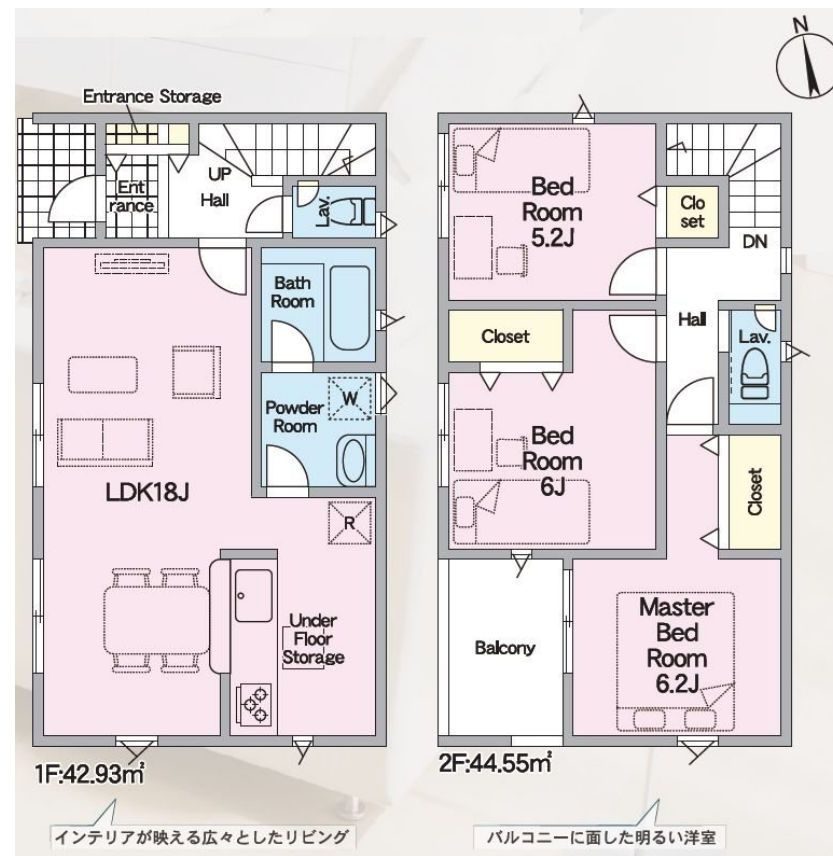 N
Entrance Storage
Ent
rance
UP
Hall
Lav.
Bath
Room
Powder
Room
W
LDK18J
R
Under
Floor
Storage
1F:42.93㎡
インテリアが映える広々としたリビング
Bed
Room
5.2J
Clo
set
DN
Hall
Lav.
Closet
Bed
Room
6J
Closet
Balcony
Master
Bed
Room
6.2J
2F:44.55㎡
バルコニーに面した明るい洋室